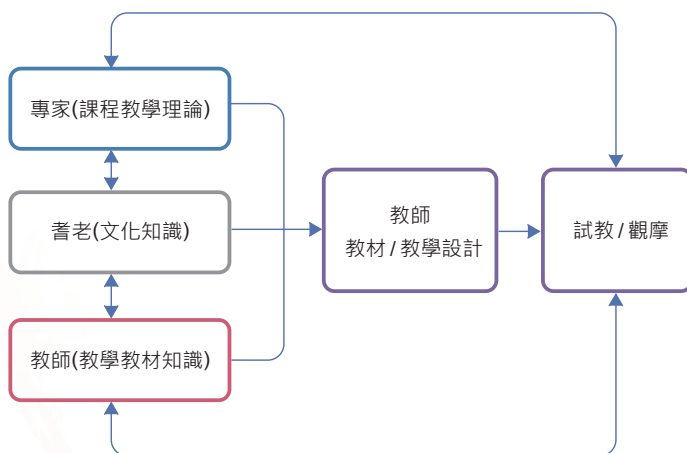 專家(課程教學理論)
耆老(文化知識)
教師(教學教材知識)
教師
教材/教學設計
試教/觀摩